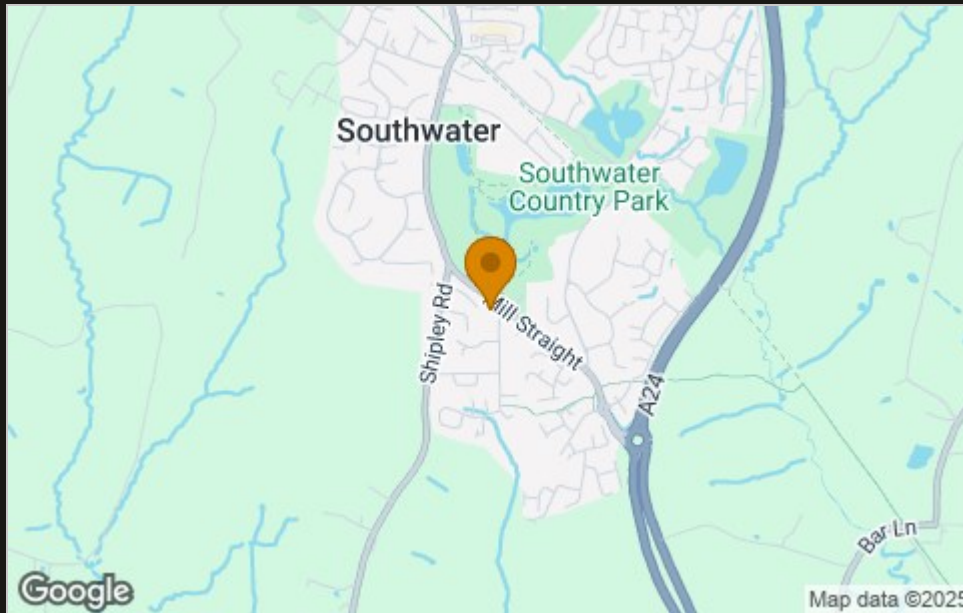 Southwater
Southwater
Country Park
Mill Straight
Shipley Rd
A24
Bar Ln
Google
Map data ©2025